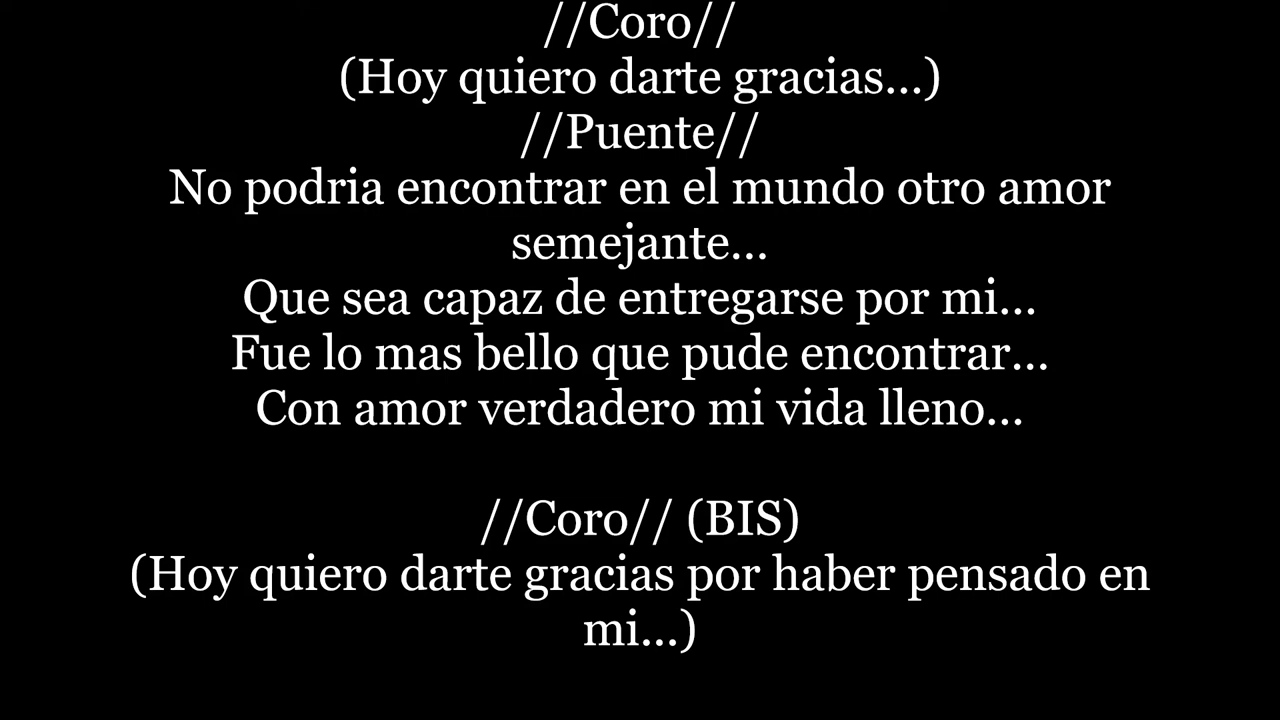 //Coro//
(Hoy quiero darte gracias...)
//Puente//
No podria encontrar en el mundo otro amor
semejante...
Que sea capaz de entregarse por mi...
Fue lo mas bello que pude encontrar...
Con amor verdadero mi vida lleno...
//Coro// (BIS)
(Hoy quiero darte gracias por haber pensado en
mi...)